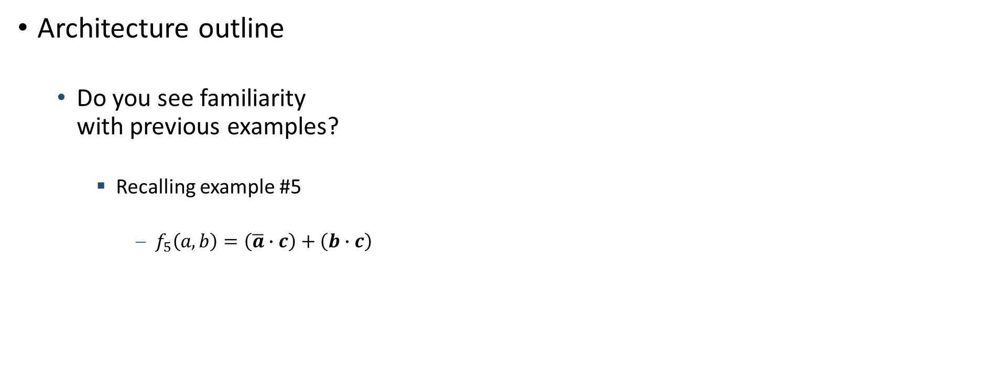 • Architecture outline
• Do you see familiarity
with previous examples?
▪ Recalling example #5
– f₅(a, b) = (a̅ · c) + (b · c)